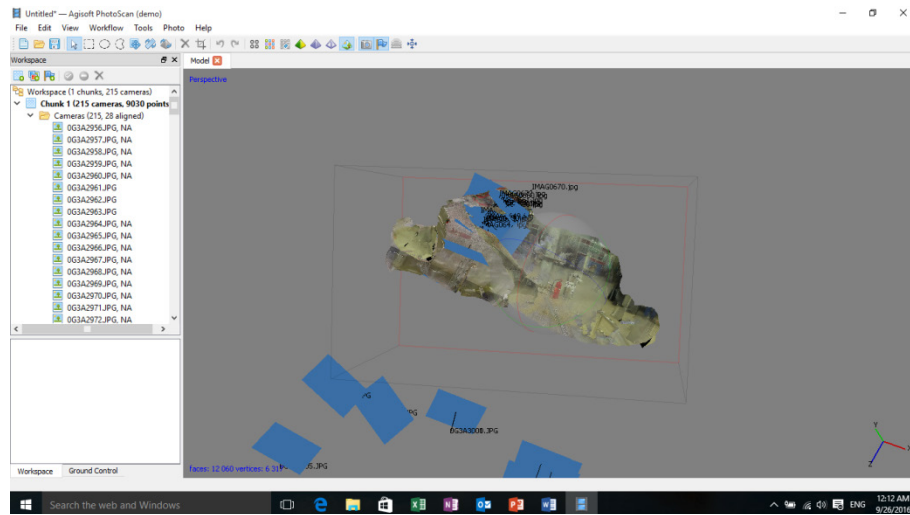 Untitled* — Agisoft PhotoScan (demo)
File Edit View Workflow Tools Photo Help
Workspace
Model
Perspective
Workspace (1 chunks, 215 cameras)
Chunk 1 (215 cameras, 9030 points
Cameras (215, 28 aligned)
0G3A2956.JPG, NA
0G3A2957.JPG, NA
0G3A2958.JPG, NA
0G3A2959.JPG, NA
0G3A2960.JPG, NA
0G3A2961.JPG
0G3A2962.JPG
0G3A2963.JPG
0G3A2964.JPG, NA
0G3A2965.JPG, NA
0G3A2966.JPG, NA
0G3A2967.JPG, NA
0G3A2968.JPG, NA
0G3A2969.JPG, NA
0G3A2970.JPG, NA
0G3A2971.JPG, NA
0G3A2972.JPG, NA
IMAG0670.jpg
0G3A3008.JPG
Workspace Ground Control
faces: 12 060 vertices:
Search the web and Windows
ENG
12:12 AM
9/26/2016